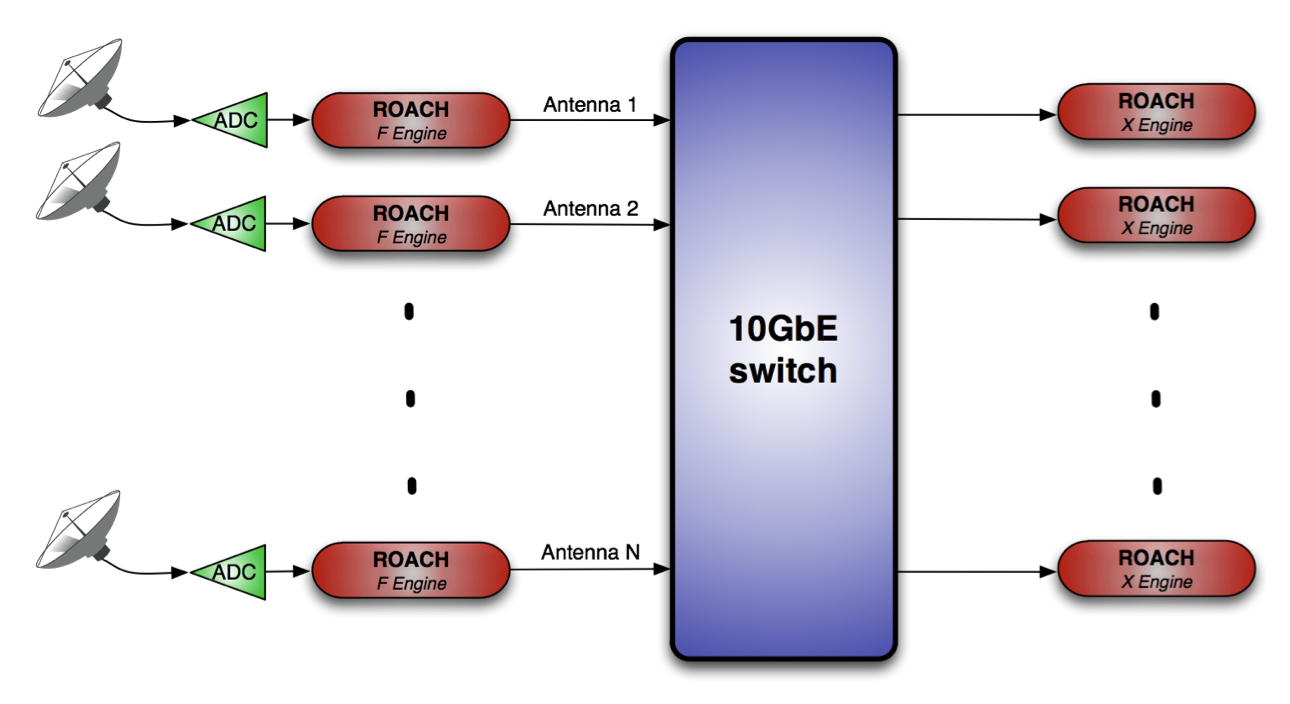 ADC
ROACH
F Engine
Antenna 1
ROACH
X Engine
ADC
ROACH
F Engine
Antenna 2
ROACH
X Engine
10GbE
switch
ADC
ROACH
F Engine
Antenna N
ROACH
X Engine